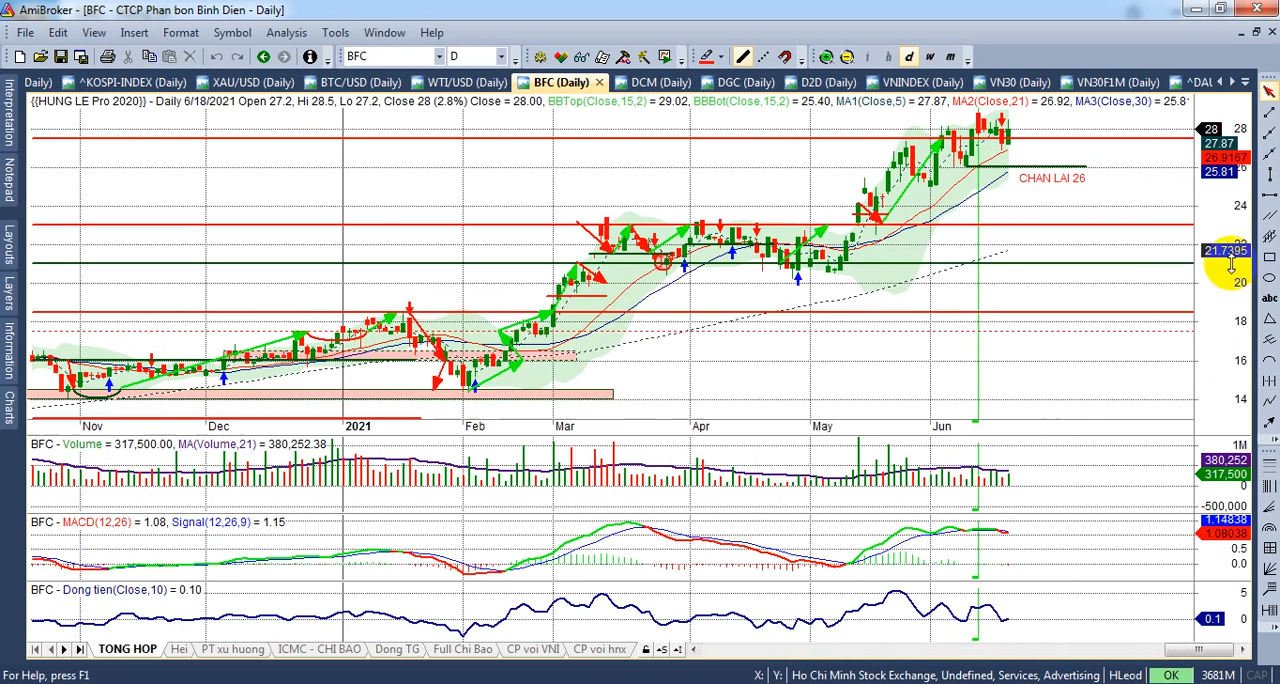 AmiBroker - [BFC - CTCP Phan bon Binh Dien - Daily]
File Edit View Insert Format Symbol Analysis Tools Window Help
BFC D i h d w m
Daily) ^KOSPI-INDEX (Daily) XAU/USD (Daily) BTC/USD (Daily) WTI/USD (Daily) BFC (Daily) DCM (Daily) DGC (Daily) D2D (Daily) VNINDEX (Daily) VN30 (Daily) VN30F1M (Daily) ^DAL
{{HUNG LE Pro 2020}} - Daily 6/18/2021 Open 27.2, Hi 28.5, Lo 27.2, Close 28 (2.8%) Close = 28.00, BBTop(Close,15,2) = 29.02, BBBot(Close,15,2) = 25.40, MA1(Close,5) = 27.87, MA2(Close,21) = 26.92, MA3(Close,30) = 25.8
28 28
27.87
26.9167
25.81
CHAN LAI 26
24
21.7395
20
18
16
14
Nov Dec 2021 Feb Mar Apr May Jun
BFC - Volume = 317,500.00, MA(Volume,21) = 380,252.38
1M
380,252
317,500
0
-500,000
BFC - MACD(12,26) = 1.08, Signal(12,26,9) = 1.15
1.14838
1.08038
0.5
0.0
BFC - Dong tien(Close,10) = 0.10
5
0.1 0
Interpretation
Notepad
Layouts
Layers
Information
Charts
abc
TONG HOP Hei PT xu huong ICMC - CHI BAO Dong TG Full Chi Bao CP voi VNI CP voi hnx
For Help, press F1 X: Y: Ho Chi Minh Stock Exchange, Undefined, Services, Advertising HLeod OK 3681M CAP